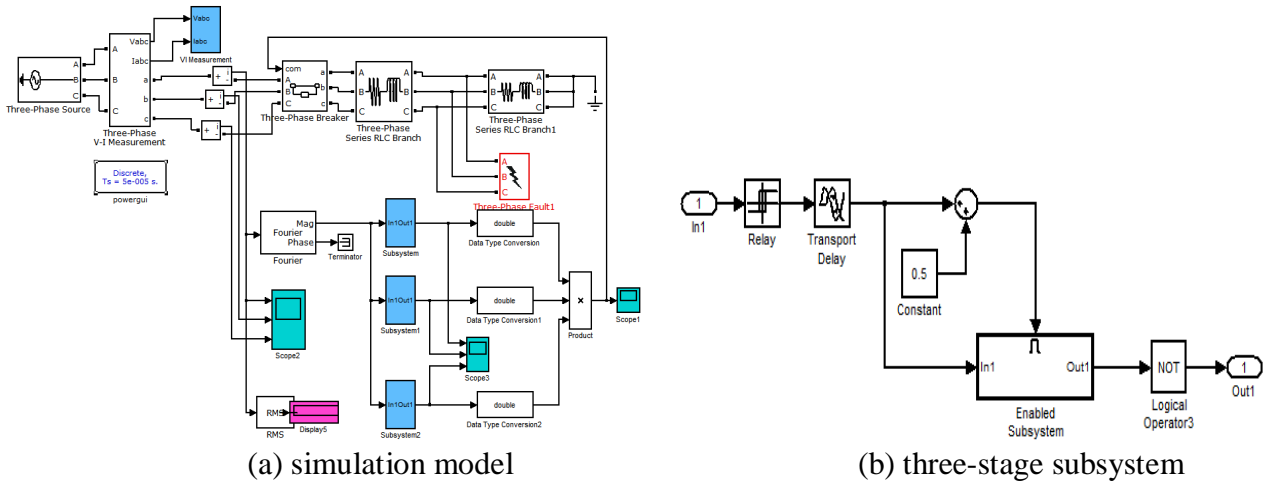 Vabc
Iabc
VI Measurement
A
B
C
Three-Phase Source
A
B
C
Vabc
Iabc
a
b
c
Three-Phase
V-I Measurement
+
-
i
+
-
i
+
-
i
com
A
B
C
a
b
c
Three-Phase Breaker
A
B
C
A
B
C
Three-Phase
Series RLC Branch
A
B
C
A
B
C
Three-Phase
Series RLC Branch1
A
B
C
Three-Phase Fault1
Discrete,
Ts = 5e-005 s.
powergui
Mag
Fourier
Phase
Fourier
Terminator
In1Out1
Subsystem
double
Data Type Conversion
In1Out1
Subsystem1
double
Data Type Conversion1
×
Product
Scope1
Scope2
Scope3
In1Out1
Subsystem2
double
Data Type Conversion2
RMS
RMS
Display5
(a) simulation model
1
In1
Relay
Transport
Delay
+
+
0.5
Constant
In1
Out1
Enabled
Subsystem
NOT
Logical
Operator3
1
Out1
(b) three-stage subsystem